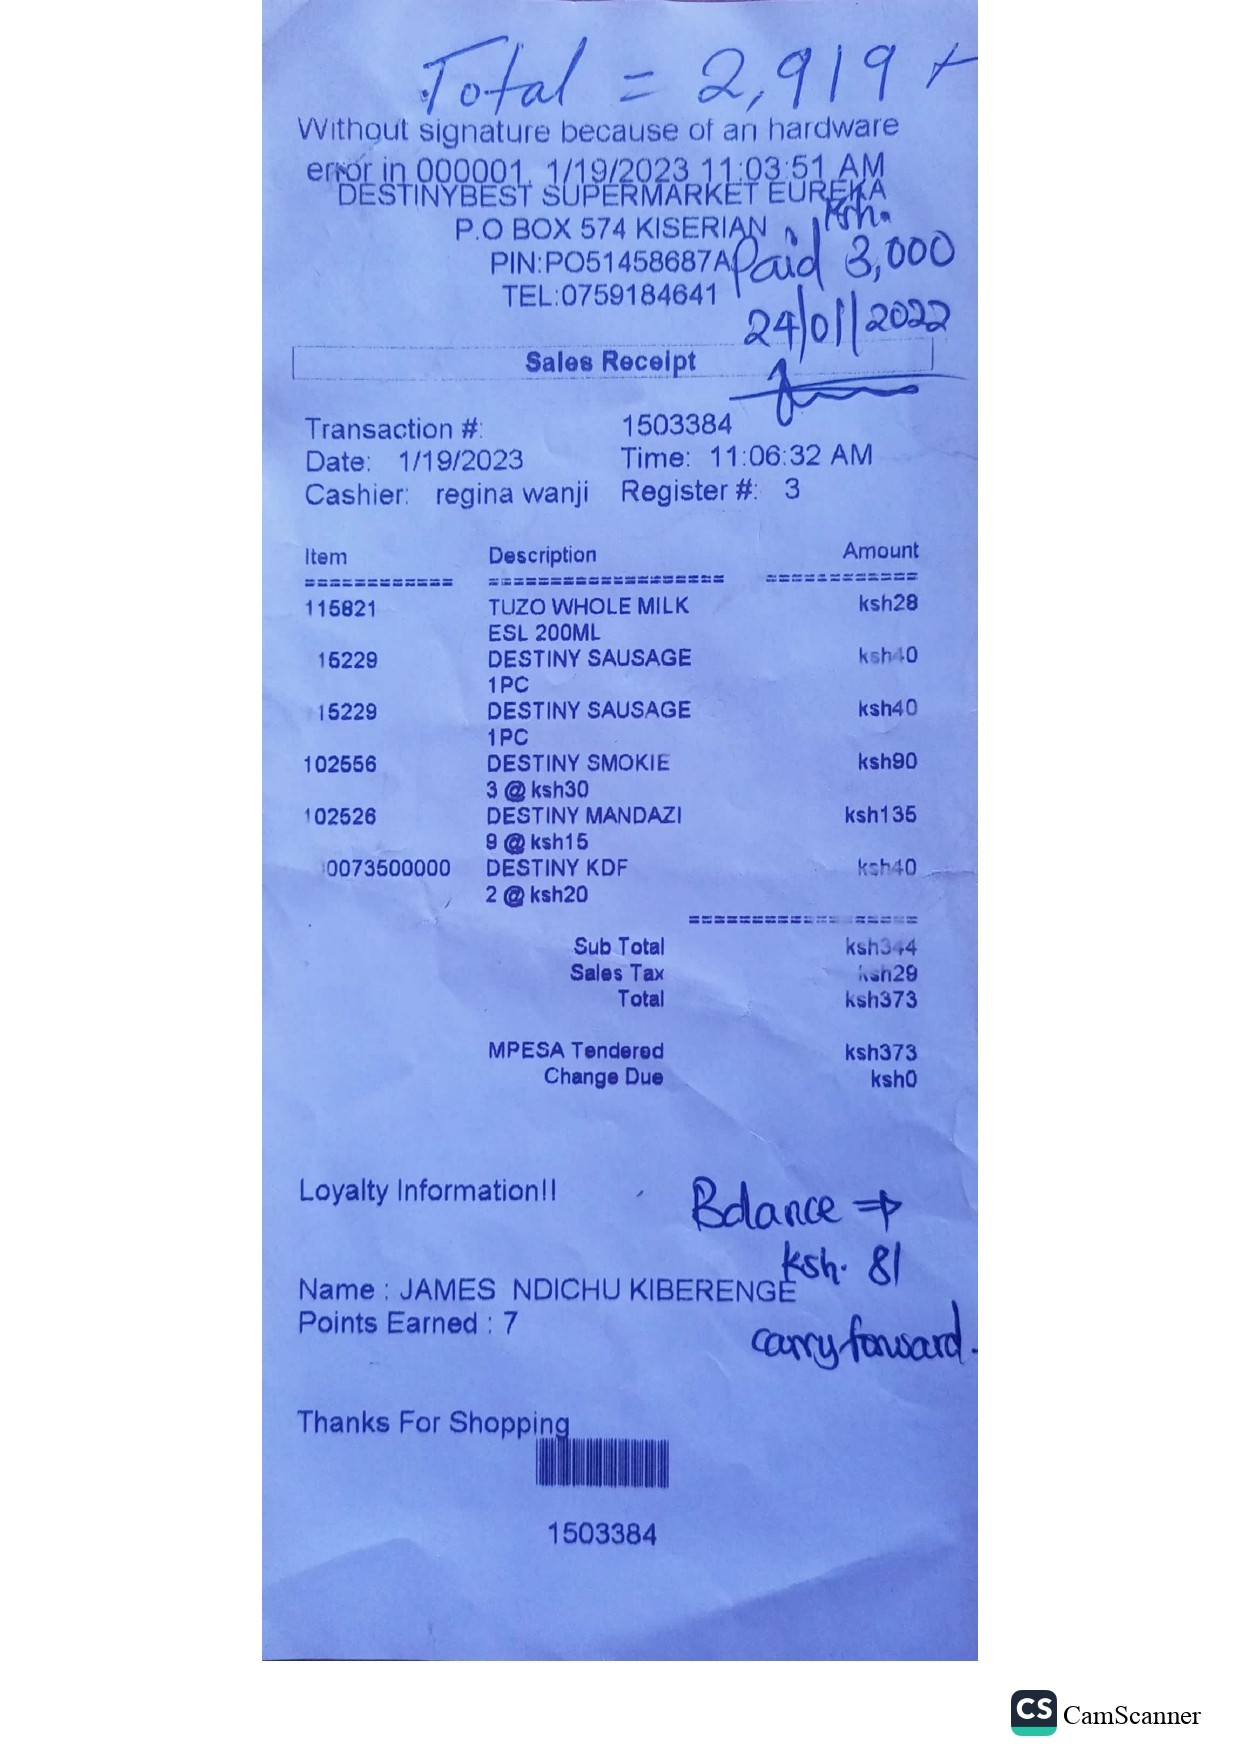 Total = 2,919 +
Without signature because of an hardware
error in 000001, 1/19/2023 11:03:51 AM
DESTINYBEST SUPERMARKET EUREKA
P.O BOX 574 KISERIAN
Ksh.
PIN:PO51458687A
Paid 3,000
TEL:0759184641
24/01/2022
Sales Receipt
Transaction #: 1503384
Date: 1/19/2023 Time: 11:06:32 AM
Cashier: regina wanji Register #: 3
Item Description Amount
============ =================== ============
115821 TUZO WHOLE MILK ksh28
ESL 200ML
15229 DESTINY SAUSAGE ksh40
1PC
15229 DESTINY SAUSAGE ksh40
1PC
102556 DESTINY SMOKIE ksh90
3 @ ksh30
102526 DESTINY MANDAZI ksh135
9 @ ksh15
0073500000 DESTINY KDF ksh40
2 @ ksh20
==================
Sub Total ksh344
Sales Tax ksh29
Total ksh373
MPESA Tendered ksh373
Change Due ksh0
Loyalty Information!!
Balance ⇒
ksh. 81
Name : JAMES NDICHU KIBERENGE
Points Earned : 7
carry forward.
Thanks For Shopping
1503384
CS CamScanner